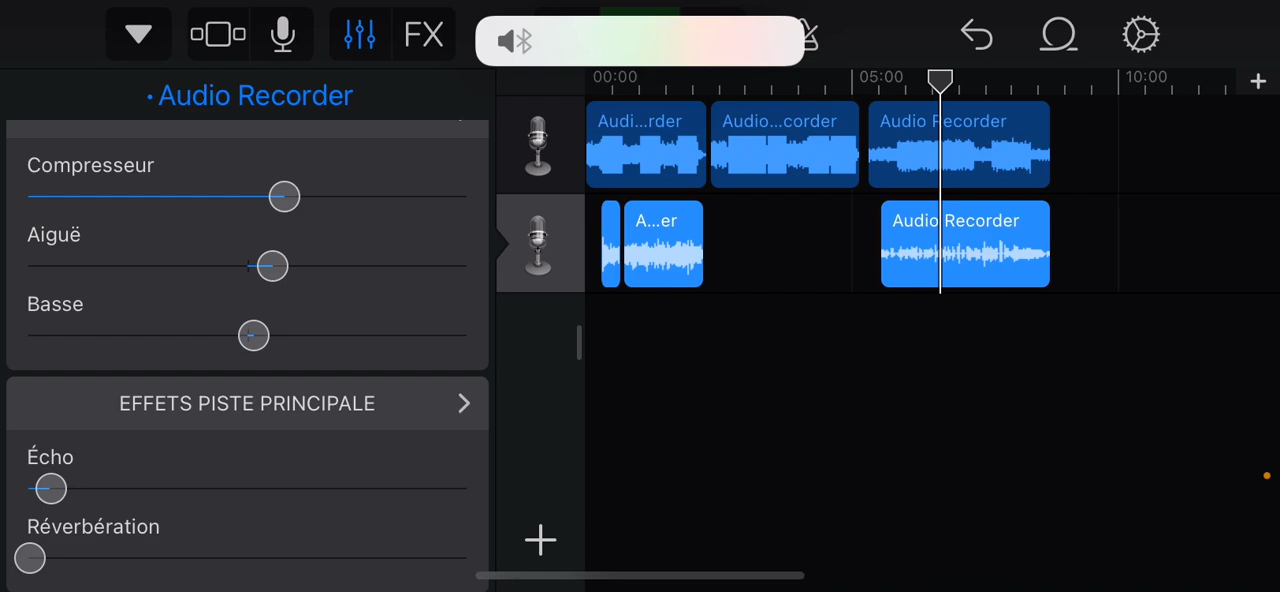 FX
• Audio Recorder
00:00
05:00
10:00
Compresseur
Audi...rder
Audio...corder
Audio Recorder
Aiguë
A...er
Audio Recorder
Basse
EFFETS PISTE PRINCIPALE
Écho
Réverbération